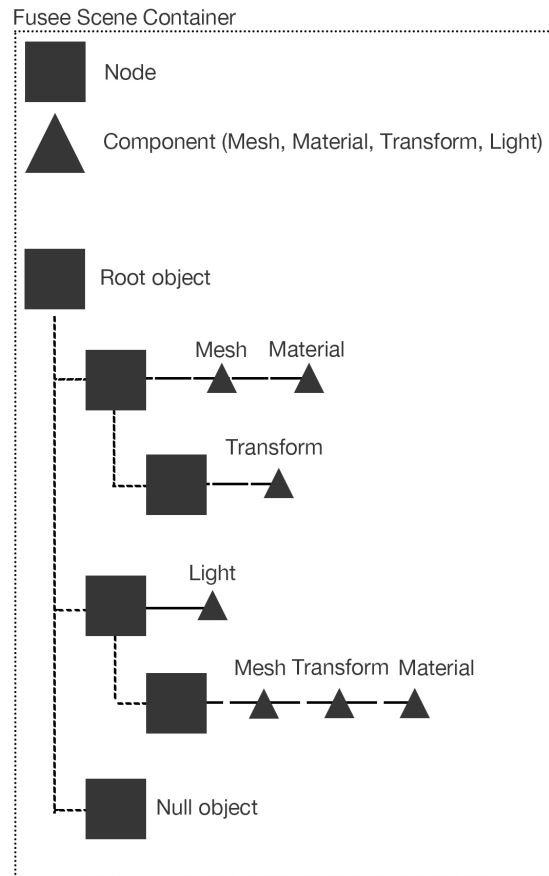 Fusee Scene Container
Node
Component (Mesh, Material, Transform, Light)
Root object
Mesh Material
Transform
Light
Mesh Transform Material
Null object